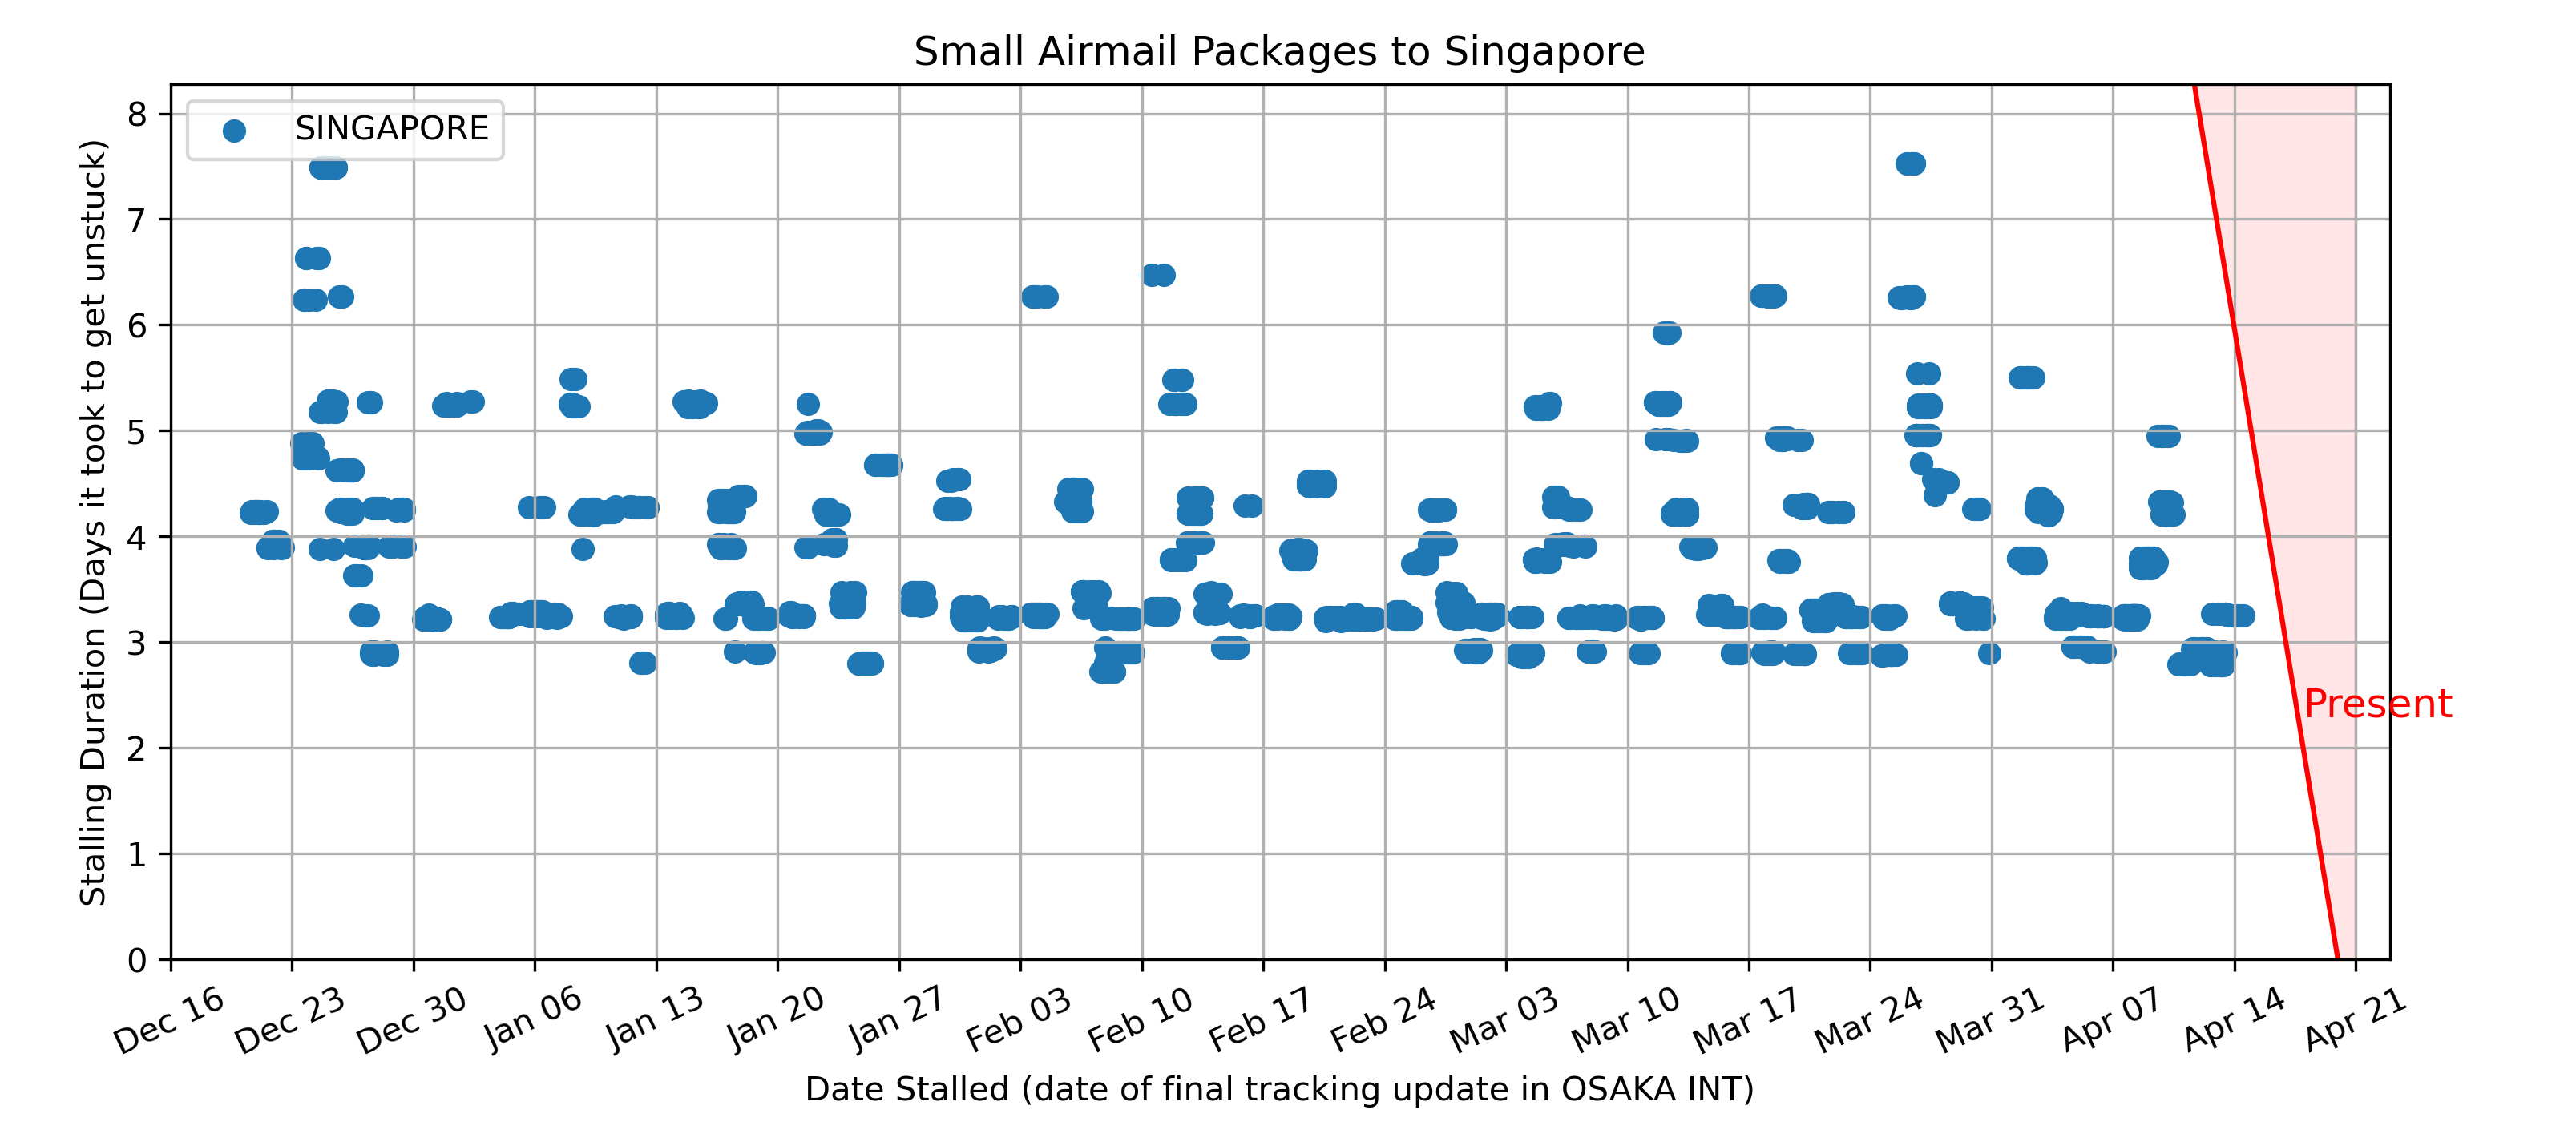 Small Airmail Packages to Singapore
SINGAPORE
Stalling Duration (Days it took to get unstuck)
8
7
6
5
4
3
2
1
0
Present
Dec 16 Dec 23 Dec 30 Jan 06 Jan 13 Jan 20 Jan 27 Feb 03 Feb 10 Feb 17 Feb 24 Mar 03 Mar 10 Mar 17 Mar 24 Mar 31 Apr 07 Apr 14 Apr 21
Date Stalled (date of final tracking update in OSAKA INT)